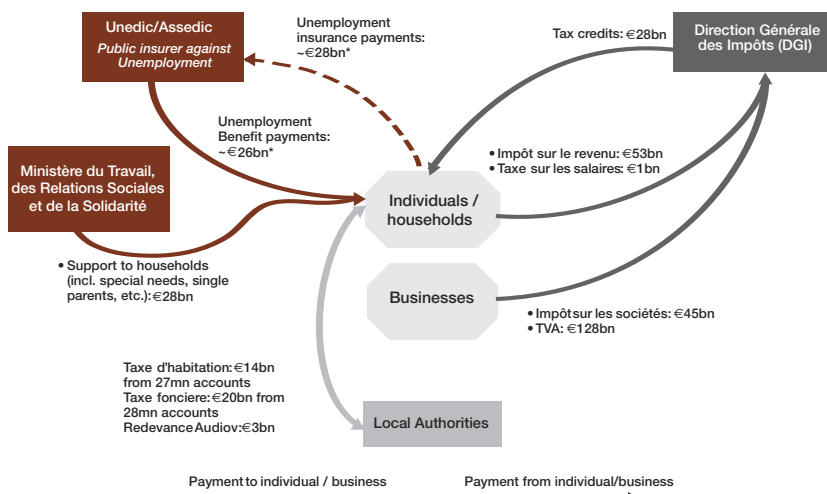 Unedic/Assedic
Public insurer against
Unemployment
Unemployment
insurance payments:
~€28bn*
Tax credits: €28bn
Direction Générale
des Impôts (DGI)
Unemployment
Benefit payments:
~€26bn*
Ministère du Travail,
des Relations Sociales
et de la Solidarité
• Impôt sur le revenu: €53bn
• Taxe sur les salaires: €1bn
Individuals /
households
• Support to households
(incl. special needs, single
parents, etc.): €28bn
Businesses
• Impôt sur les sociétés: €45bn
• TVA: €128bn
Taxe d'habitation: €14bn
from 27mn accounts
Taxe fonciere: €20bn from
28mn accounts
Redevance Audiov: €3bn
Local Authorities
Payment to individual / business
Payment from individual/business